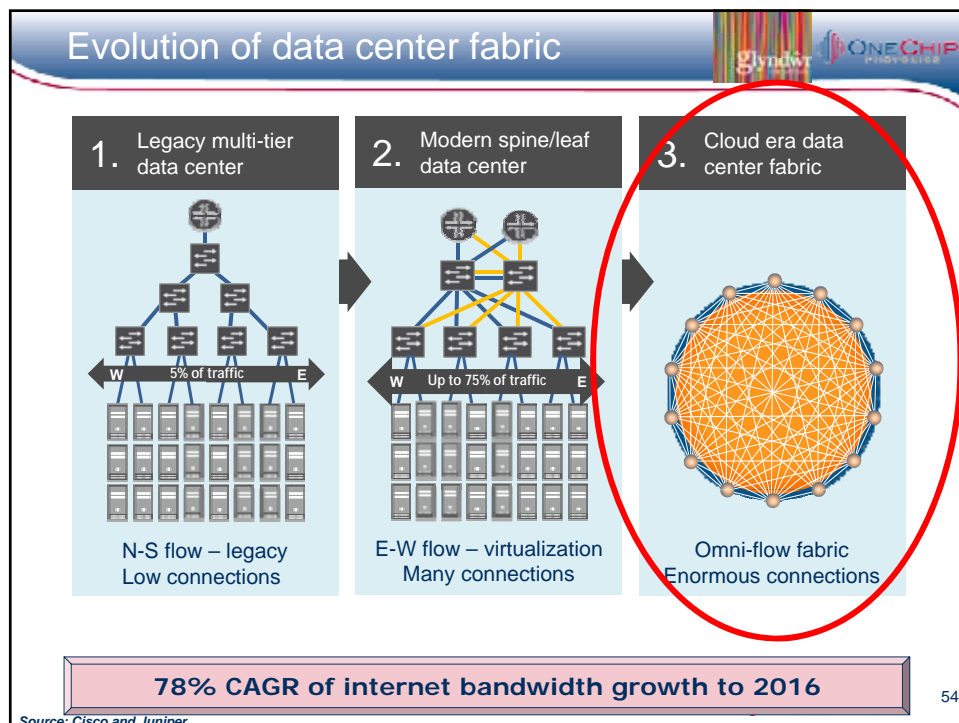 Evolution of data center fabric
glyndwr
ONECHIP
PHOTONICS
1.
Legacy multi-tier
data center
2.
Modern spine/leaf
data center
3.
Cloud era data
center fabric
W 5% of traffic E
W Up to 75% of traffic E
N-S flow – legacy
Low connections
E-W flow – virtualization
Many connections
Omni-flow fabric
Enormous connections
78% CAGR of internet bandwidth growth to 2016
54
Source: Cisco and Juniper